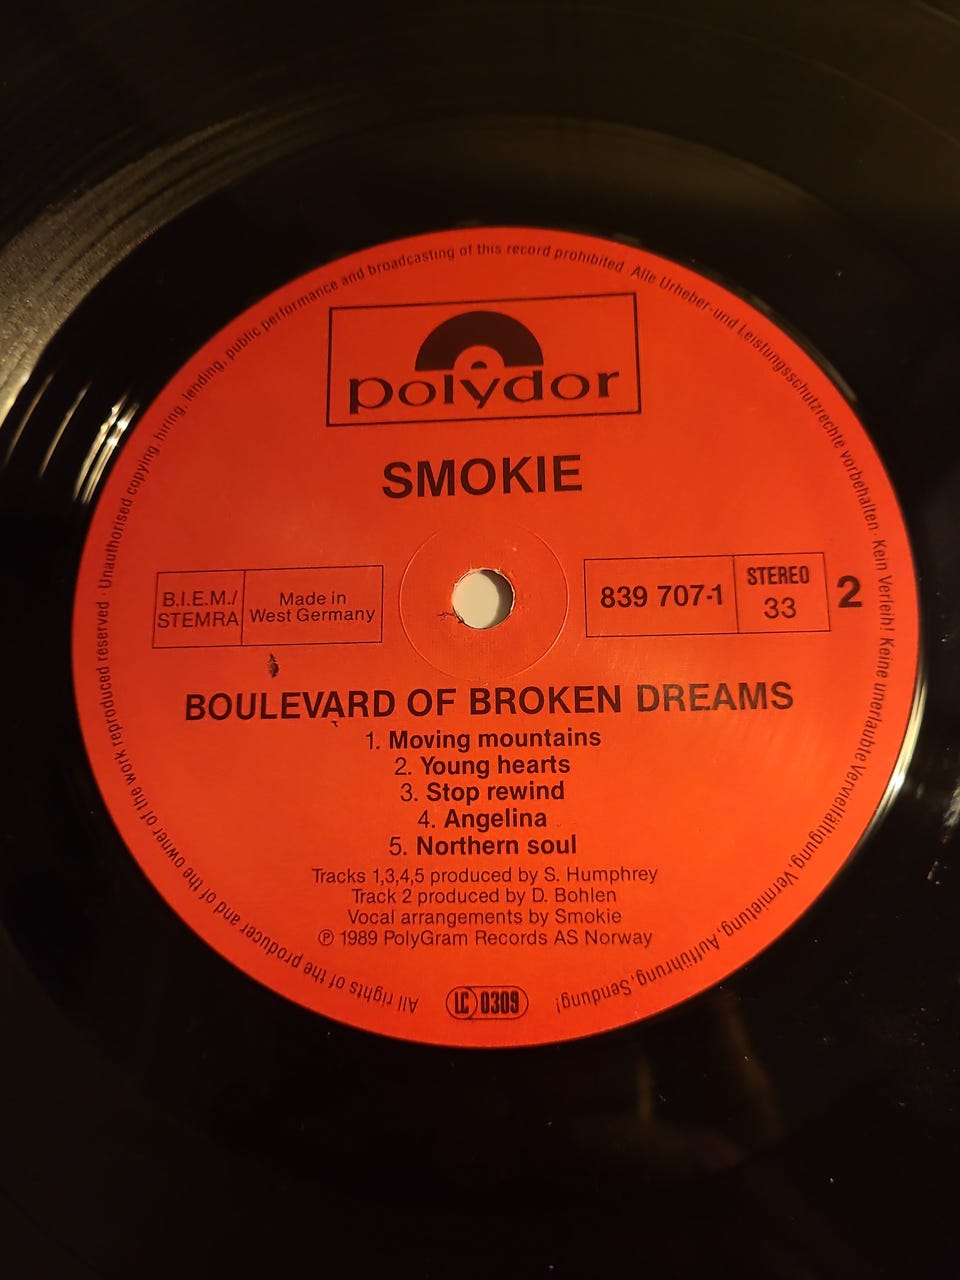 polydor
SMOKIE
B.I.E.M./
STEMRA
Made in
West Germany
839 707-1
STEREO
33
2
BOULEVARD OF BROKEN DREAMS
1. Moving mountains
2. Young hearts
3. Stop rewind
4. Angelina
5. Northern soul
Tracks 1,3,4,5 produced by S. Humphrey
Track 2 produced by D. Bohlen
Vocal arrangements by Smokie
℗ 1989 PolyGram Records AS Norway
LC 0309
All rights of the producer and of the owner of the work reproduced reserved · Unauthorised copying, hiring, lending, public performance and broadcasting of this record prohibited · Alle Urheber-und Leistungsschutzrechte vorbehalten · Kein Verleih! Keine unerlaubte Vervielfältigung, Vermietung, Aufführung, Sendung!